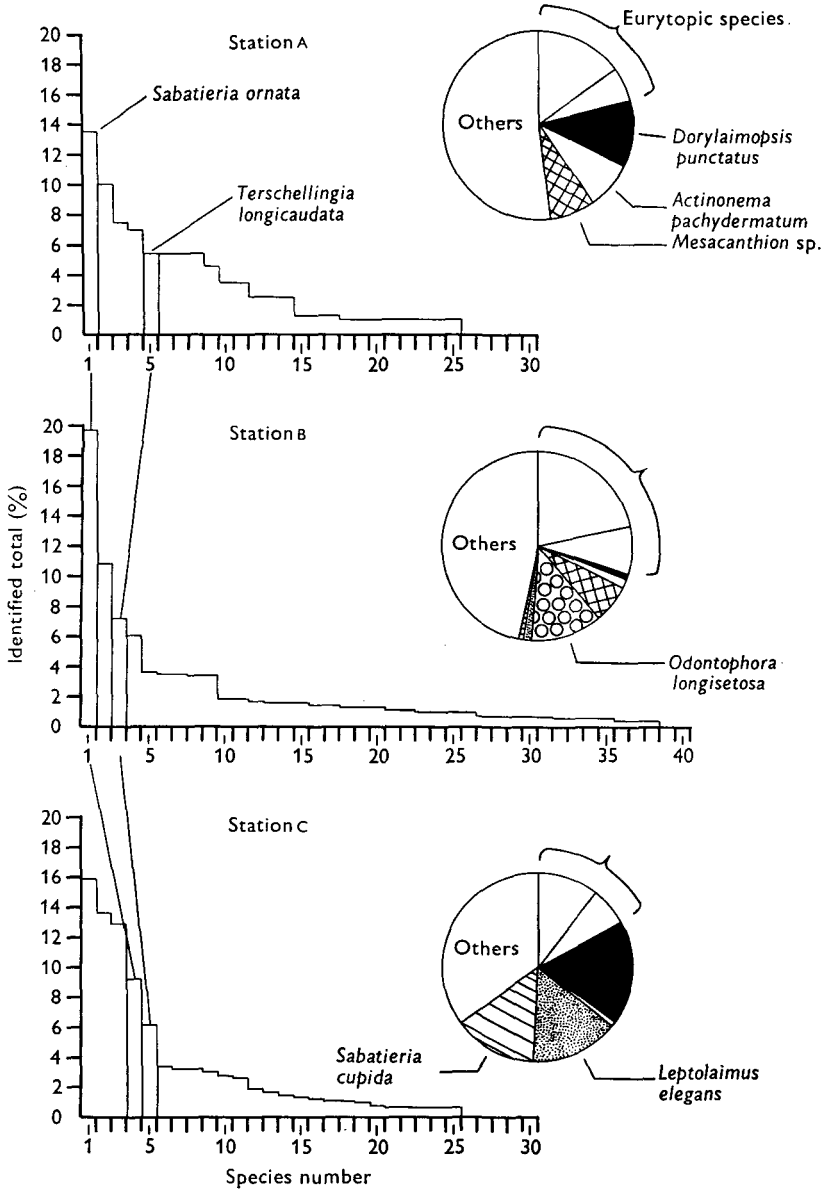 Station A
Eurytopic species.
Sabatieria ornata
Terschellingia
longicaudata
Others
Dorylaimopsis
punctatus
Actinonema
pachydermatum
Mesacanthion sp.
20
18
16
14
12
10
8
6
4
2
0
1 5 10 15 20 25 30
Station B
Others
Odontophora
longisetosa
Identified total (%)
20
18
16
14
12
10
8
6
4
2
0
1 5 10 15 20 25 30 35 40
Station C
Others
Sabatieria
cupida
Leptolaimus
elegans
20
18
16
14
12
10
8
6
4
2
0
1 5 10 15 20 25 30
Species number